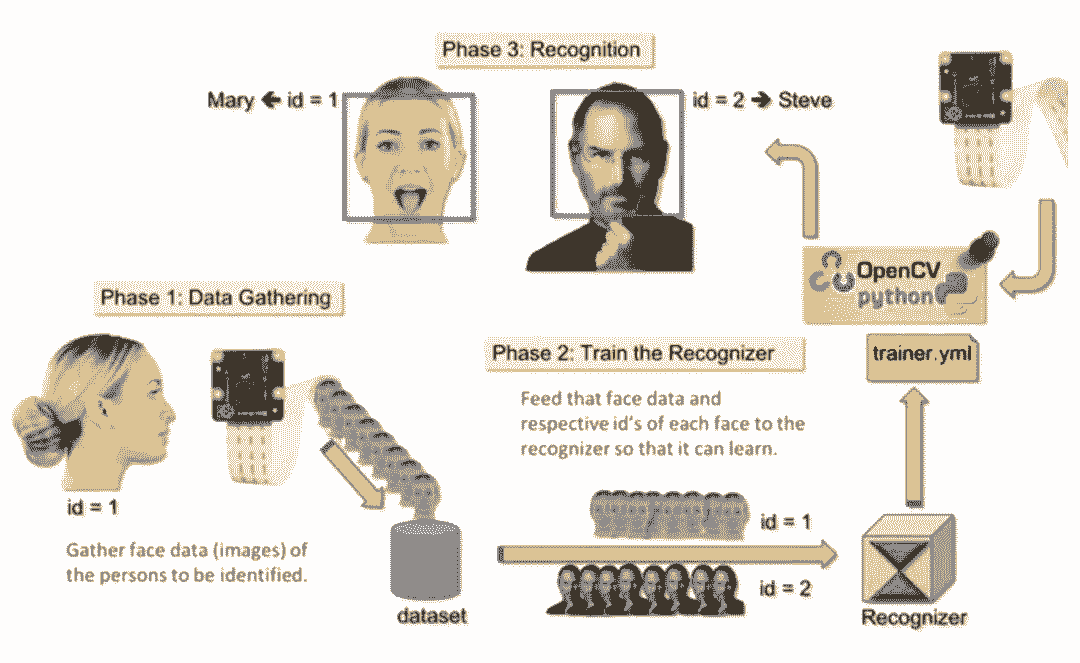 Phase 3: Recognition
Mary ← id = 1
id = 2 → Steve
OpenCV
python
Phase 1: Data Gathering
Phase 2: Train the Recognizer
trainer.yml
Feed that face data and
respective id's of each face to the
recognizer so that it can learn.
id = 1
Gather face data (images) of
the persons to be identified.
dataset
id = 1
id = 2
Recognizer